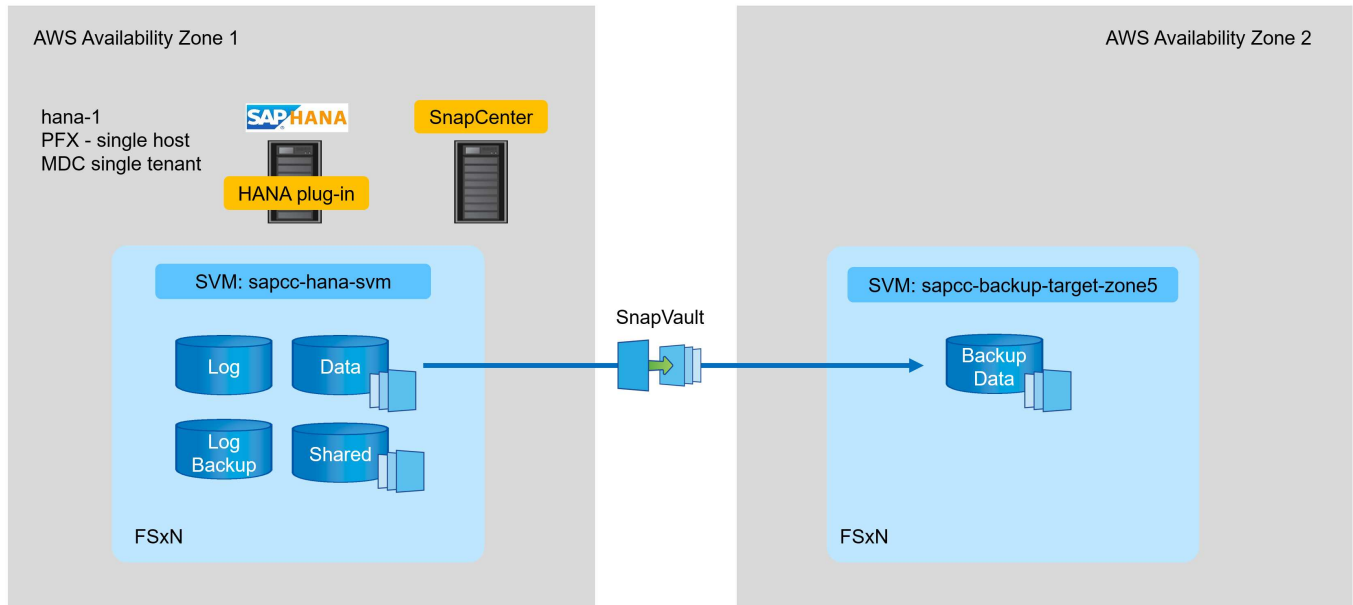 AWS Availability Zone 1
AWS Availability Zone 2
hana-1
PFX - single host
MDC single tenant
SAP HANA
SnapCenter
HANA plug-in
SVM: sapcc-hana-svm
SVM: sapcc-backup-target-zone5
SnapVault
Log
Data
Backup
Data
Log
Backup
Shared
FSxN
FSxN